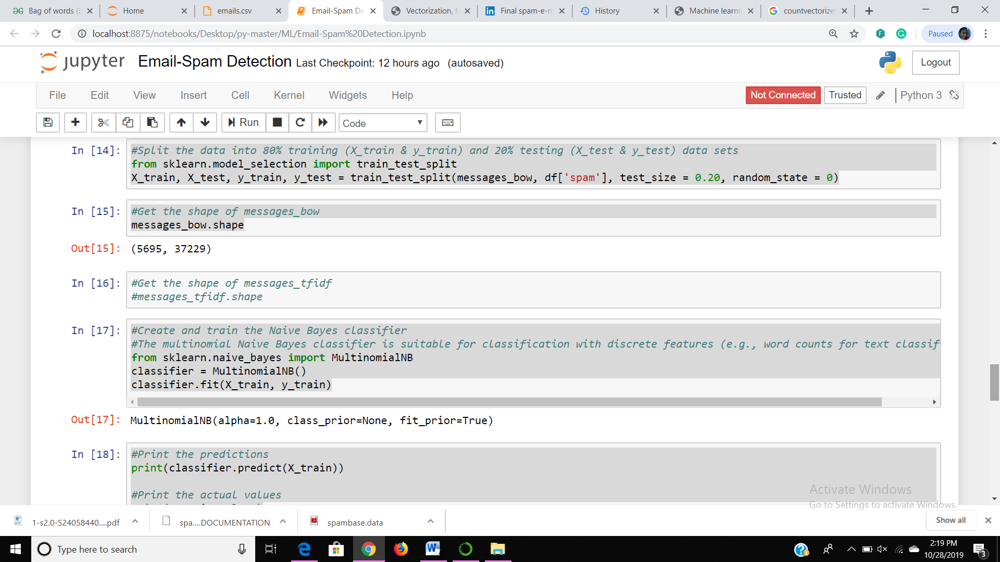 Bag of words (B
Home
emails.csv
Email-Spam De
Vectorization,
Final spam-e-m
History
Machine learni
countvectorize
localhost:8875/notebooks/Desktop/py-master/ML/Email-Spam%20Detection.ipynb
Paused
jupyter Email-Spam Detection Last Checkpoint: 12 hours ago (autosaved)
Logout
File Edit View Insert Cell Kernel Widgets Help
Not Connected Trusted Python 3
Run Code
In [14]: #Split the data into 80% training (X_train & y_train) and 20% testing (X_test & y_test) data sets
from sklearn.model_selection import train_test_split
X_train, X_test, y_train, y_test = train_test_split(messages_bow, df['spam'], test_size = 0.20, random_state = 0)
In [15]: #Get the shape of messages_bow
messages_bow.shape
Out[15]: (5695, 37229)
In [16]: #Get the shape of messages_tfidf
#messages_tfidf.shape
In [17]: #Create and train the Naive Bayes classifier
#The multinomial Naive Bayes classifier is suitable for classification with discrete features (e.g., word counts for text classif
from sklearn.naive_bayes import MultinomialNB
classifier = MultinomialNB()
classifier.fit(X_train, y_train)
Out[17]: MultinomialNB(alpha=1.0, class_prior=None, fit_prior=True)
In [18]: #Print the predictions
print(classifier.predict(X_train))
#Print the actual values
Activate Windows
Go to Settings to activate Windows.
1-s2.0-S24058440....pdf
spa....DOCUMENTATION
spambase.data
Show all
Type here to search
2:19 PM
10/28/2019
3